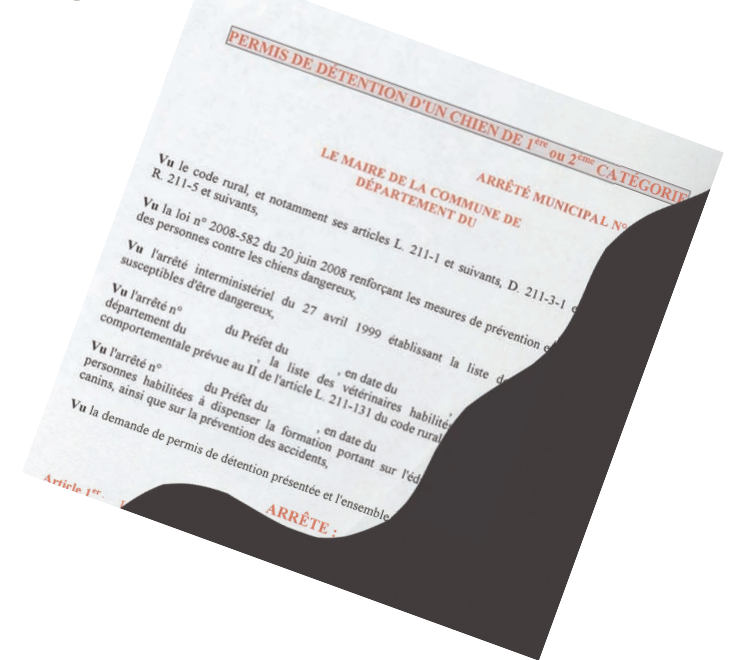 PERMIS DE DÉTENTION D'UN CHIEN DE 1ère ou 2ème CATÉGORIE
ARRÊTÉ MUNICIPAL N°
LE MAIRE DE LA COMMUNE DE
DÉPARTEMENT DU
Vu le code rural, et notamment ses articles L. 211-1 et suivants, D. 211-3-1
R. 211-5 et suivants,
Vu la loi n° 2008-582 du 20 juin 2008 renforçant les mesures de prévention
des personnes contre les chiens dangereux,
Vu l'arrêté interministériel du 27 avril 1999 établissant la liste
susceptibles d'être dangereux,
Vu l'arrêté n° du Préfet du , en date du ,
département du , la liste des vétérinaires
comportementale prévue au II de l'article L. 211-131 du code rural
Vu l'arrêté n° du Préfet du , en date du
personnes habilitées à dispenser la formation portant sur
canins, ainsi que sur la prévention des accidents,
Vu la demande de permis de détention présentée et l'ensemble
ARRÊTE :
Article 1er.